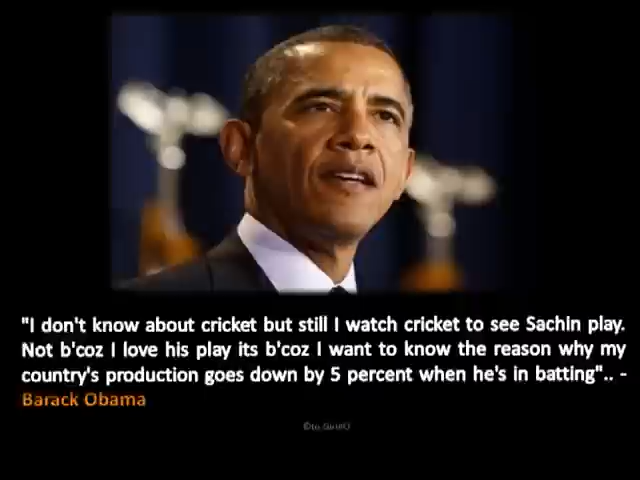 "I don't know about cricket but still I watch cricket to see Sachin play.
Not b'coz I love his play its b'coz I want to know the reason why my
country's production goes down by 5 percent when he's in batting".. -
Barack Obama